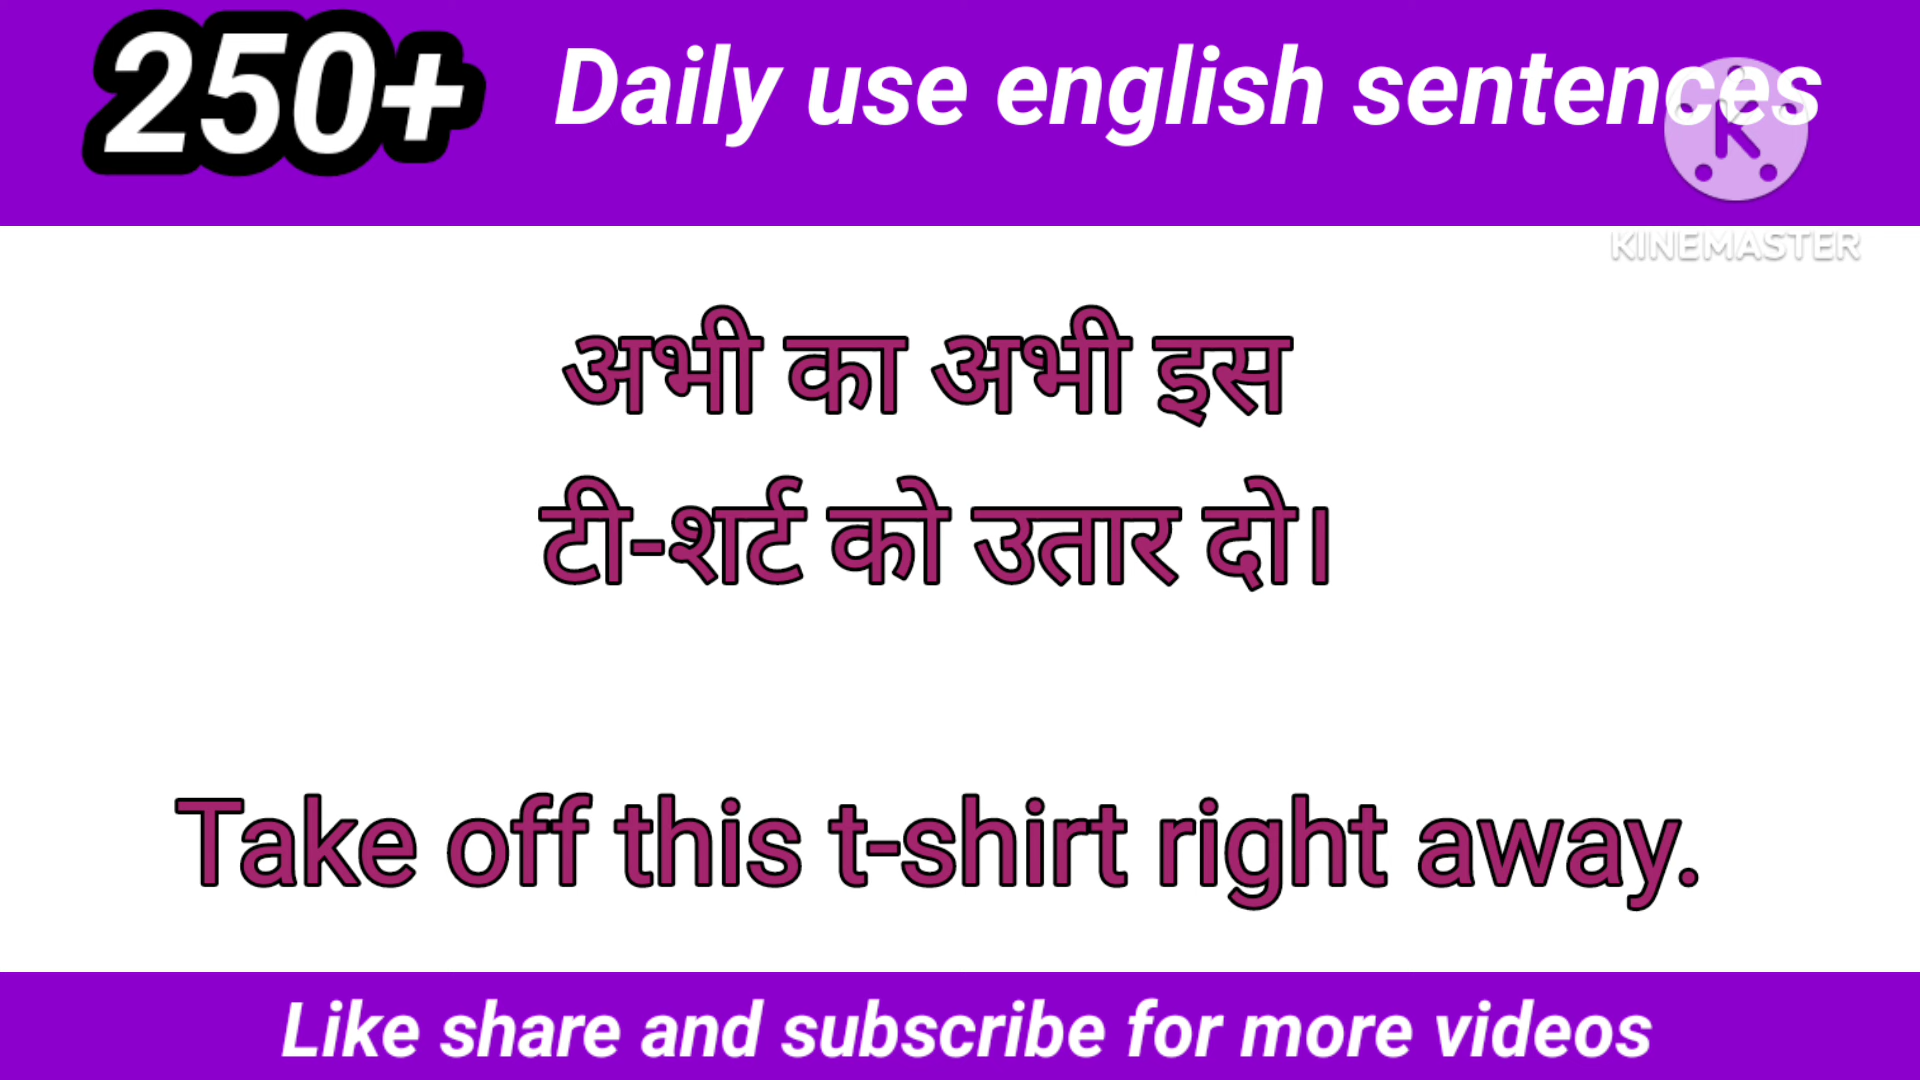 250+ Daily use english sentences
KINEMASTER
अभी का अभी इस
टी-शर्ट को उतार दो।
Take off this t-shirt right away.
Like share and subscribe for more videos